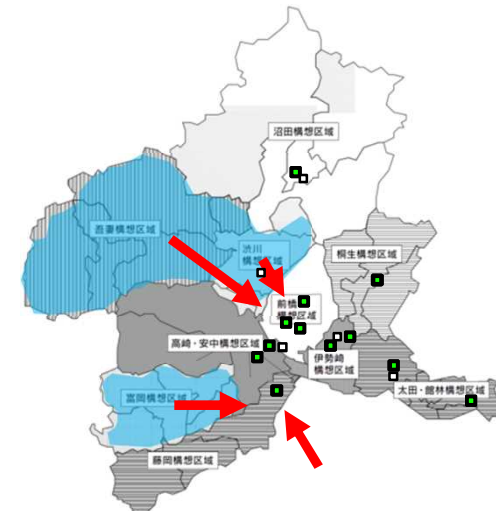 沼田構想区域
吾妻構想区域
渋川
構想区域
桐生構想区域
前橋
構想区域
高崎・安中構想区域
伊勢崎
構想区域
太田・館林構想区域
富岡構想区域
藤岡構想区域